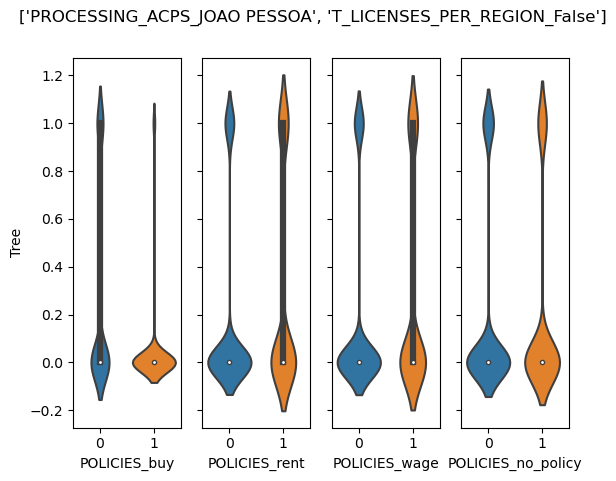 ['PROCESSING_ACPS_JOAO PESSOA', 'T_LICENSES_PER_REGION_False']
Tree
1.2
1.0
0.8
0.6
0.4
0.2
0.0
−0.2
0 1
0 1
0 1
0 1
POLICIES_buy
POLICIES_rent
POLICIES_wage
POLICIES_no_policy